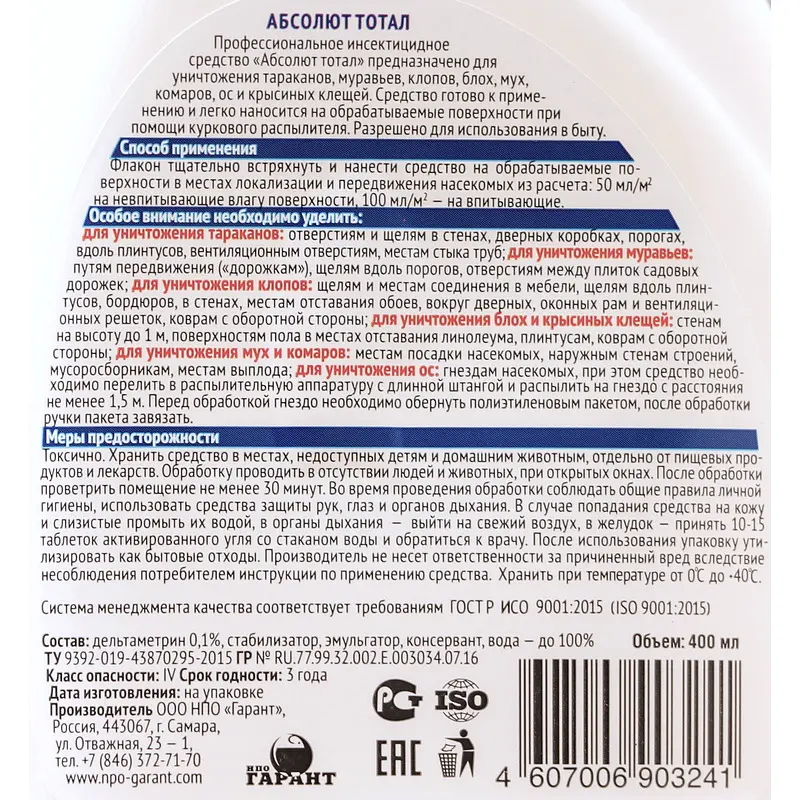 АБСОЛЮТ ТОТАЛ
Профессиональное инсектицидное
средство «Абсолют тотал» предназначено для
уничтожения тараканов, муравьев, клопов, блох, мух,
комаров, ос и крысиных клещей. Средство готово к приме-
нению и легко наносится на обрабатываемые поверхности при
помощи куркового распылителя. Разрешено для использования в быту.
Способ применения
Флакон тщательно встряхнуть и нанести средство на обрабатываемые по-
верхности в местах локализации и передвижения насекомых из расчета: 50 мл/м²
на невпитывающие влагу поверхности, 100 мл/м² — на впитывающие.
Особое внимание необходимо уделить:
для уничтожения тараканов: отверстиям и щелям в стенах, дверных коробках, порогах,
вдоль плинтусов, вентиляционным отверстиям, местам стыка труб; для уничтожения муравьев:
путям передвижения («дорожкам»), щелям вдоль порогов, отверстиям между плиток садовых
дорожек; для уничтожения клопов: щелям и местам соединения в мебели, щелям вдоль плин-
тусов, бордюров, в стенах, местам отставания обоев, вокруг дверных, оконных рам и вентиляци-
онных решеток, коврам с оборотной стороны; для уничтожения блох и крысиных клещей: стенам
на высоту до 1 м, поверхностям пола в местах отставания линолеума, плинтусам, коврам с оборотной
стороны; для уничтожения мух и комаров: местам посадки насекомых, наружным стенам строений,
мусоросборникам, местам выплода; для уничтожения ос: гнездам насекомых, при этом средство необ-
ходимо перелить в распылительную аппаратуру с длинной штангой и распылить на гнездо с расстояния
не менее 1,5 м. Перед обработкой гнездо необходимо обернуть полиэтиленовым пакетом, после обработки
ручки пакета завязать.
Меры предосторожности
Токсично. Хранить средство в местах, недоступных детям и домашним животным, отдельно от пищевых про-
дуктов и лекарств. Обработку проводить в отсутствии людей и животных, при открытых окнах. После обработки
проветрить помещение не менее 30 минут. Во время проведения обработки соблюдать общие правила личной
гигиены, использовать средства защиты рук, глаз и органов дыхания. В случае попадания средства на кожу
и слизистые промыть их водой, в органы дыхания — выйти на свежий воздух, в желудок — принять 10-15
таблеток активированного угля со стаканом воды и обратиться к врачу. После использования упаковку ути-
лизировать как бытовые отходы. Производитель не несет ответственности за причиненный вред вследствие
несоблюдения потребителем инструкции по применению средства. Хранить при температуре от 0°С до +40°С.
Система менеджмента качества соответствует требованиям ГОСТ Р ИСО 9001:2015 (ISO 9001:2015)
Состав: дельтаметрин 0,1%, стабилизатор, эмульгатор, консервант, вода — до 100% Объем: 400 мл
ТУ 9392-019-43870295-2015 ГР № RU.77.99.32.002.Е.003034.07.16
Класс опасности: IV Срок годности: 3 года
Дата изготовления: на упаковке
Производитель ООО НПО «Гарант»,
Россия, 443067, г. Самара,
ул. Отважная, 23 – 1,
тел. +7 (846) 372-71-70
www.npo-garant.com
НПО
ГАРАНТ
РСТ
ISO
ЕАС
4 607006 903241